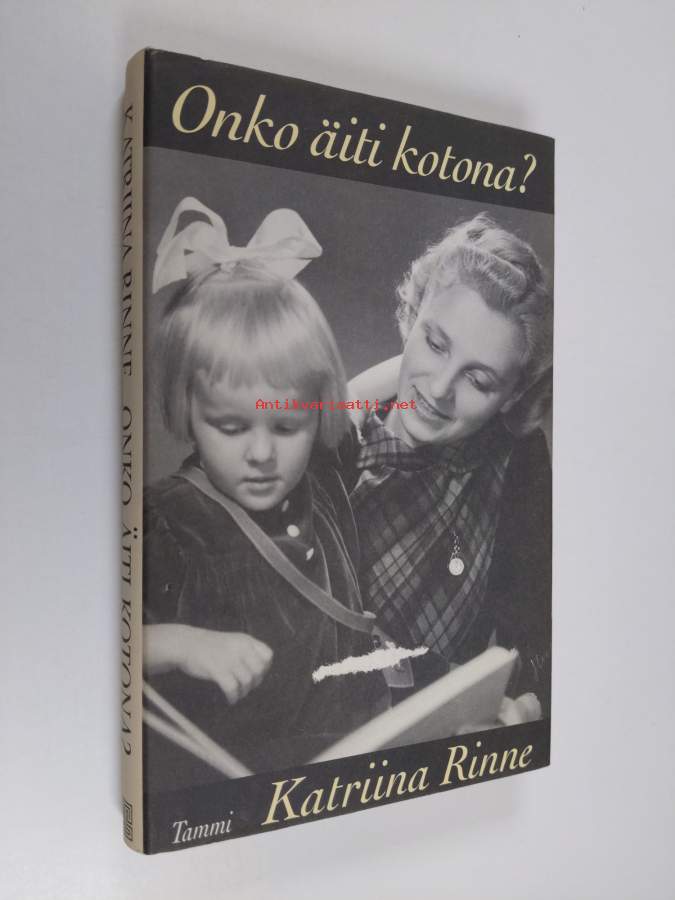 Onko äiti kotona?
Antikvariaatti.net
Katriina Rinne
Tammi
KATRIINA RINNE ONKO ÄITI KOTONA?